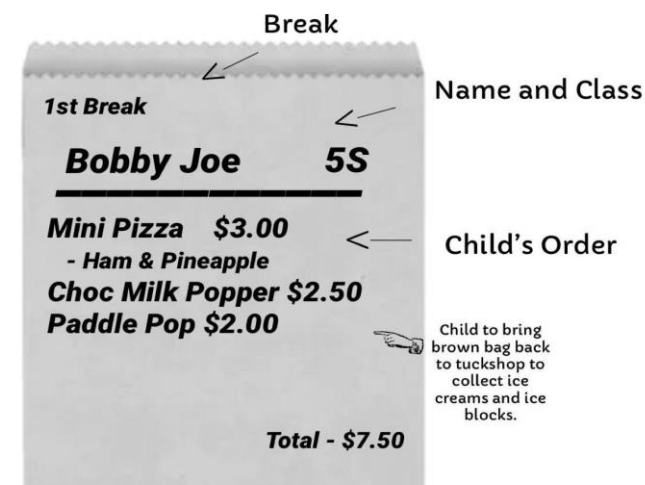 Break
1st Break
Name and Class
Bobby Joe 5S
Mini Pizza $3.00
- Ham & Pineapple
Child's Order
Choc Milk Popper $2.50
Paddle Pop $2.00
Child to bring
brown bag back
to tuckshop to
collect ice
creams and ice
blocks.
Total - $7.50